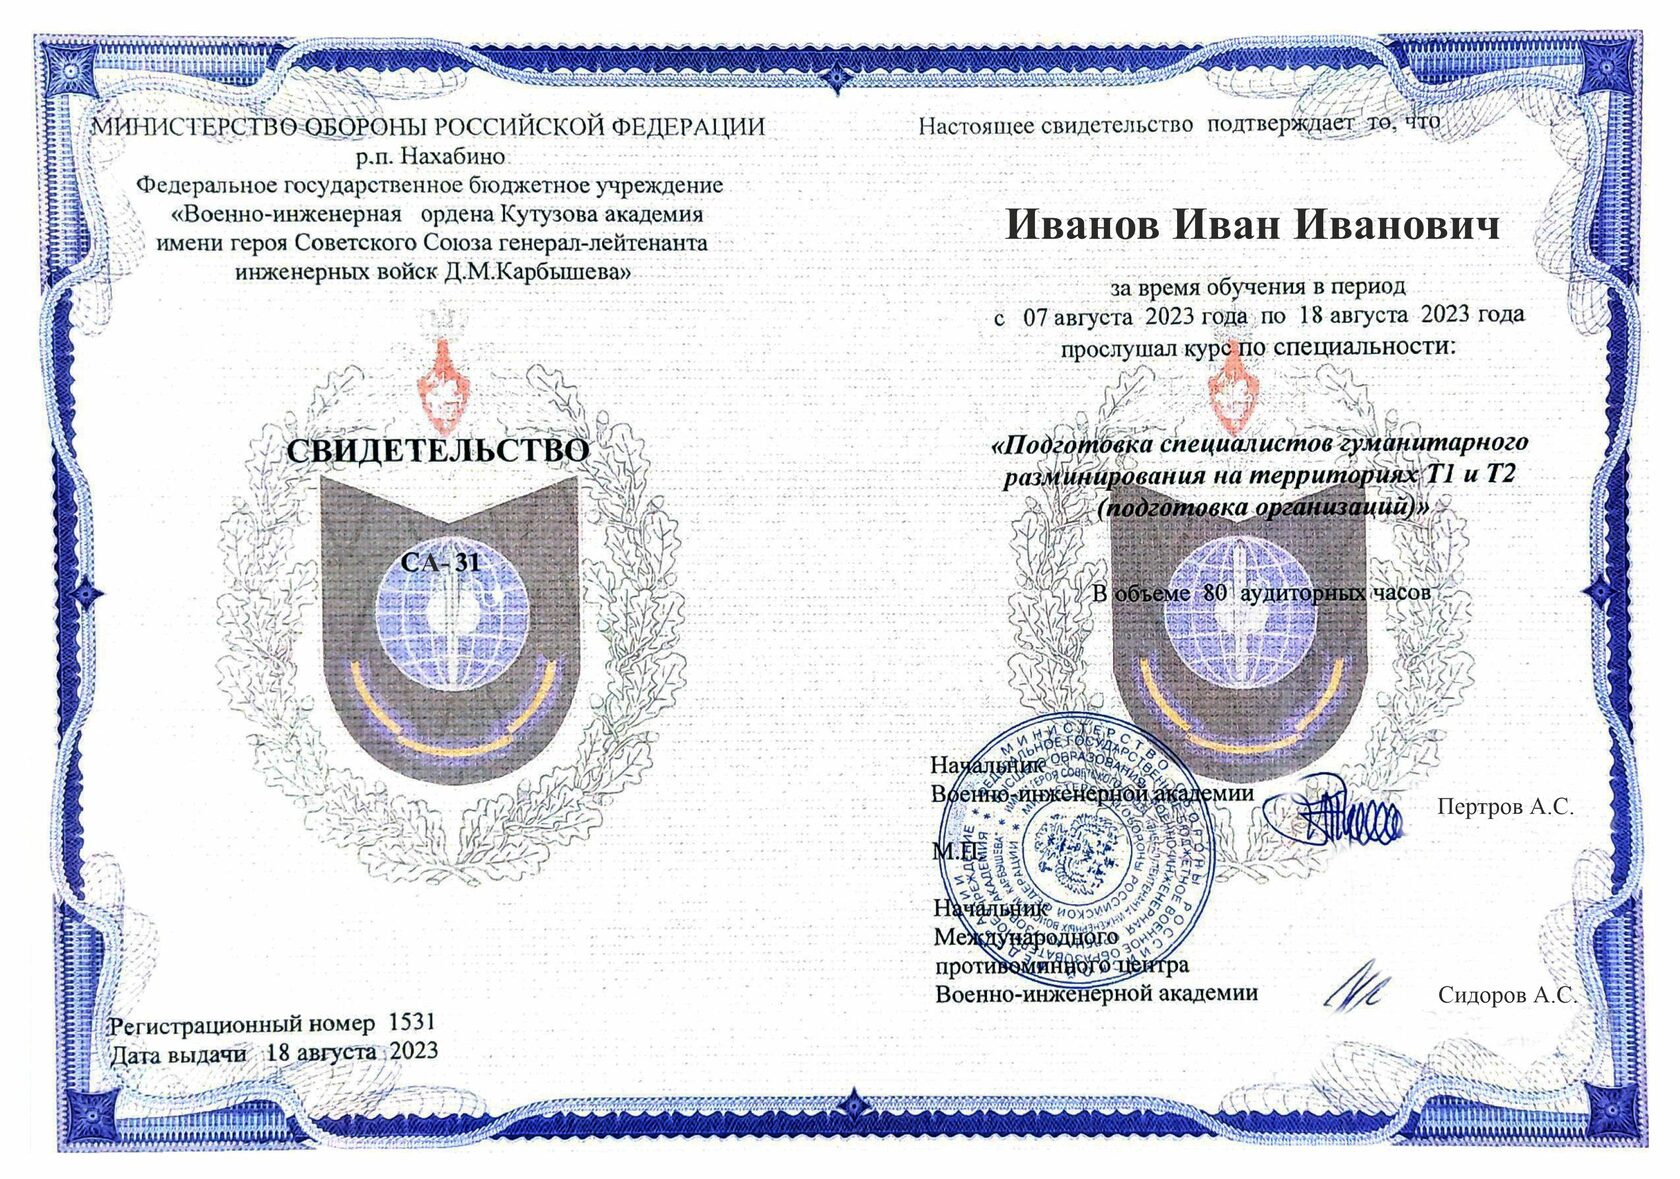 МИНИСТЕРСТВО ОБОРОНЫ РОССИЙСКОЙ ФЕДЕРАЦИИ
р.п. Нахабино
Федеральное государственное бюджетное учреждение
«Военно-инженерная ордена Кутузова академия
имени героя Советского Союза генерал-лейтенанта
инженерных войск Д.М.Карбышева»
СВИДЕТЕЛЬСТВО
СА- 31
Регистрационный номер 1531
Дата выдачи 18 августа 2023
Настоящее свидетельство подтверждает то, что
Иванов Иван Иванович
за время обучения в период
с 07 августа 2023 года по 18 августа 2023 года
прослушал курс по специальности:
«Подготовка специалистов гуманитарного
разминирования на территориях Т1 и Т2
(подготовка организаций)»
В объеме 80 аудиторных часов
Начальник
Военно-инженерной академии
Пертров А.С.
М.П.
Начальник
Международного
противоминного центра
Военно-инженерной академии
Сидоров А.С.
МИНИСТЕРСТВО ОБОРОНЫ РОССИЙСКОЙ ФЕДЕРАЦИИ